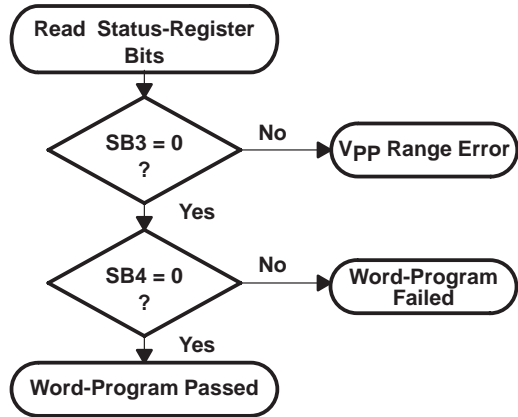 Read Status-Register
Bits
SB3 = 0
?
No
VPP Range Error
Yes
SB4 = 0
?
No
Word-Program
Failed
Yes
Word-Program Passed